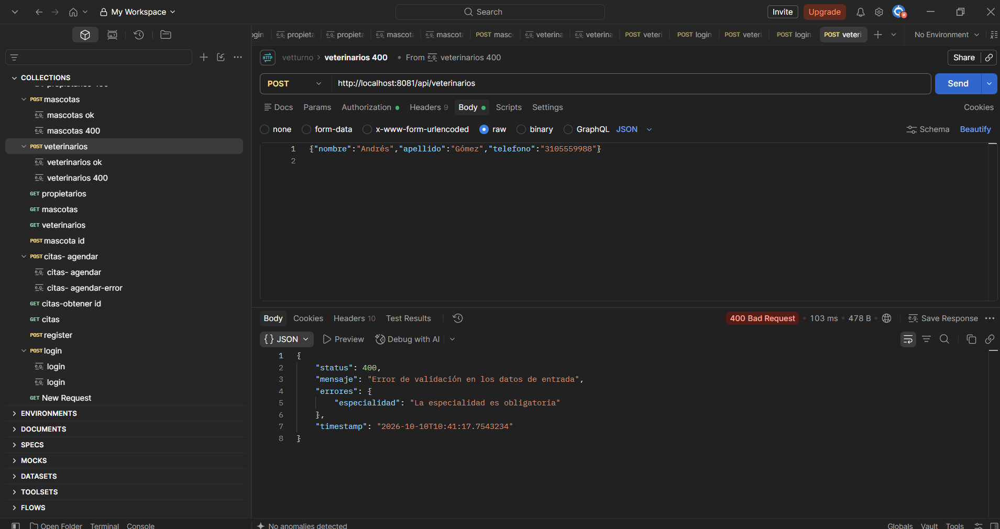 My Workspace
Search
Invite
Upgrade
POST masc
POST veteri
POST login
POST veteri
POST login
POST veteri
No Environment
vetturno > veterinarios 400 • From e.g. veterinarios 400
Share
POST
http://localhost:8081/api/veterinarios
Send
Docs Params Authorization Headers 9 Body Scripts Settings
Cookies
none form-data x-www-form-urlencoded raw binary GraphQL JSON
Schema Beautify
1 {"nombre":"Andrés","apellido":"Gómez","telefono":"3105559988"}
2
COLLECTIONS
POST mascotas
e.g. mascotas ok
e.g. mascotas 400
POST veterinarios
e.g. veterinarios ok
e.g. veterinarios 400
GET propietarios
GET mascotas
GET veterinarios
POST mascota id
POST citas- agendar
e.g. citas- agendar
e.g. citas- agendar-error
GET citas-obtener id
GET citas
POST register
POST login
e.g. login
e.g. login
GET New Request
ENVIRONMENTS
DOCUMENTS
SPECS
MOCKS
DATASETS
TOOLSETS
FLOWS
Body Cookies Headers 10 Test Results
400 Bad Request • 103 ms • 478 B
e.g. Save Response
{} JSON Preview Debug with AI
1 {
2 "status": 400,
3 "mensaje": "Error de validación en los datos de entrada",
4 "errores": {
5 "especialidad": "La especialidad es obligatoria"
6 },
7 "timestamp": "2026-10-10T10:41:17.7543234"
8 }
Open Folder Terminal Console
No anomalies detected
Globals Vault Tools